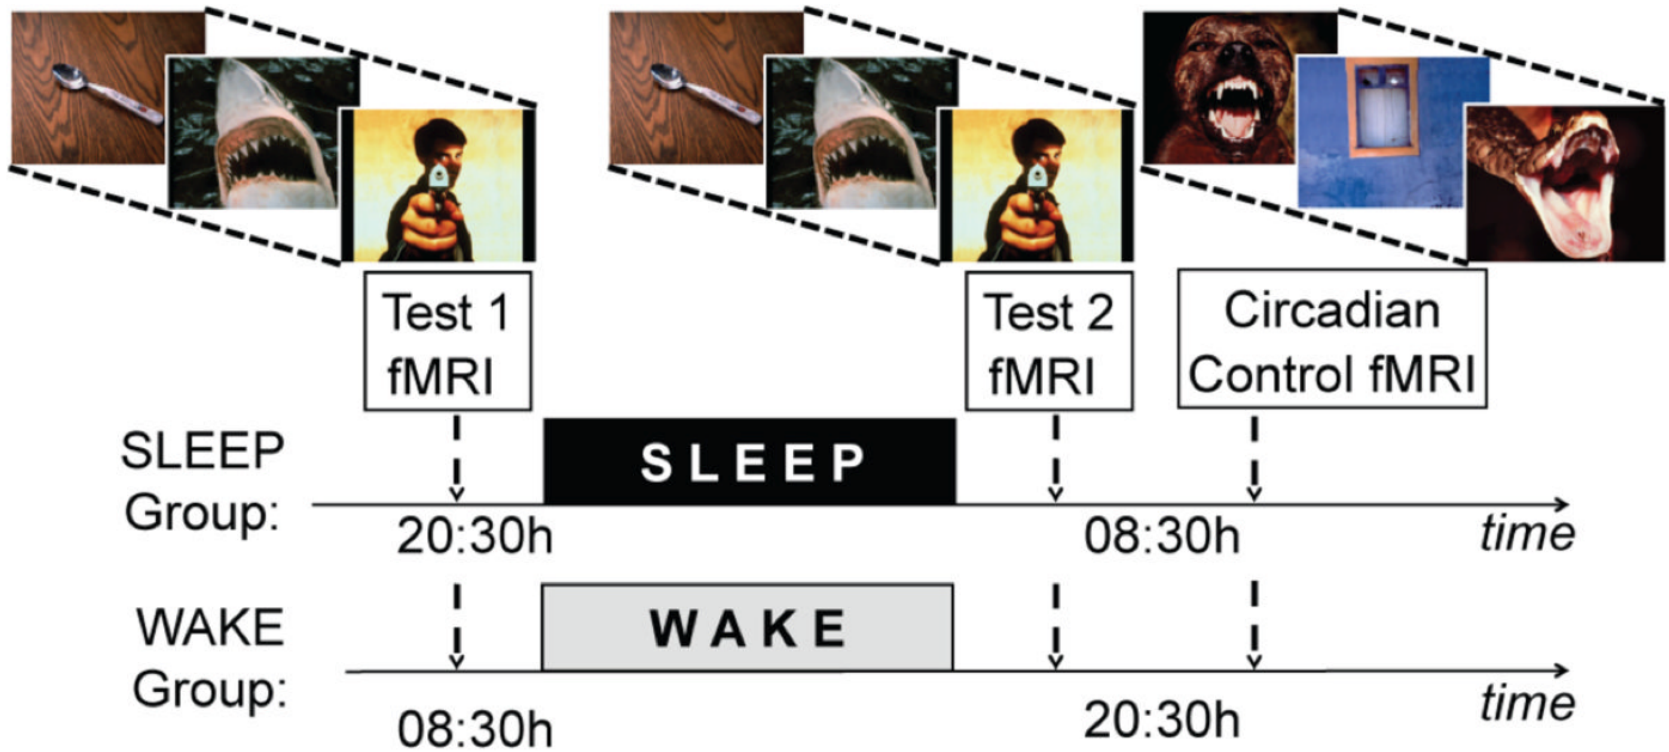 Test 1
fMRI
Test 2
fMRI
Circadian
Control fMRI
SLEEP
Group:
SLEEP
20:30h
08:30h
time
WAKE
Group:
WAKE
08:30h
20:30h
time